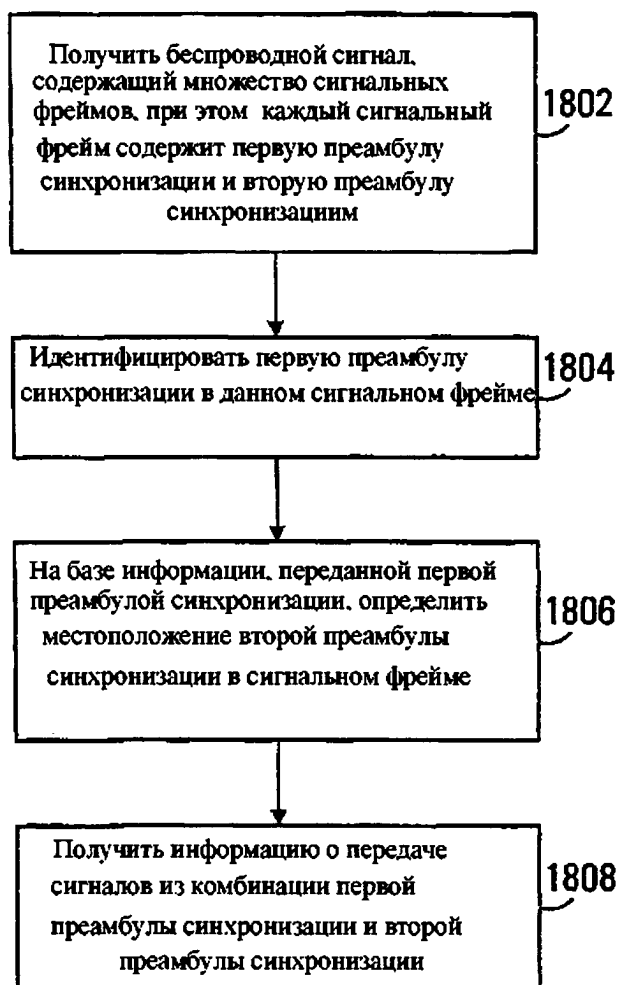 Получить беспроводной сигнал,
содержащий множество сигнальных
фреймов, при этом каждый сигнальный
фрейм содержит первую преамбулу
синхронизации и вторую преамбулу
синхронизациим
1802
Идентифицировать первую преамбулу
синхронизации в данном сигнальном фрейме
1804
На базе информации, переданной первой
преамбулой синхронизации, определить
местоположение второй преамбулы
синхронизации в сигнальном фрейме
1806
Получить информацию о передаче
сигналов из комбинации первой
преамбулы синхронизации и второй
преамбулы синхронизации
1808